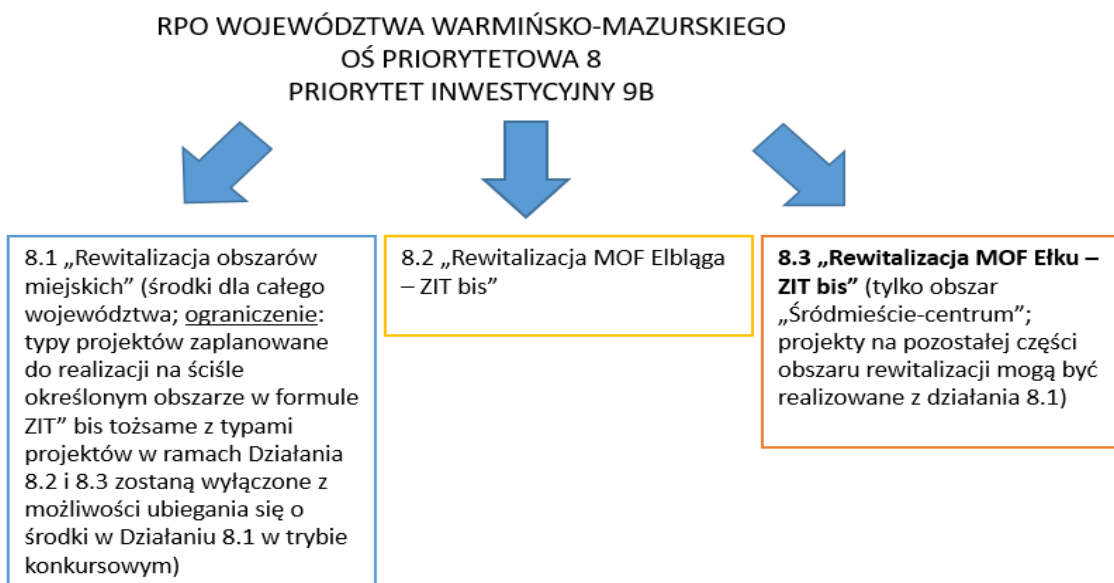 RPO WOJEWÓDZTWA WARMIŃSKO-MAZURSKIEGO
OŚ PRIORYTETOWA 8
PRIORYTET INWESTYCYJNY 9B
8.1 „Rewitalizacja obszarów
miejskich” (środki dla całego
województwa; ograniczenie:
typy projektów zaplanowane
do realizacji na ściśle
określonym obszarze w formule
ZIT” bis tożsame z typami
projektów w ramach Działania
8.2 i 8.3 zostaną wyłączone z
możliwości ubiegania się o
środki w Działaniu 8.1 w trybie
konkursowym)
8.2 „Rewitalizacja MOF Elbląga
– ZIT bis”
8.3 „Rewitalizacja MOF Ełku –
ZIT bis” (tylko obszar
„Śródmieście-centrum”;
projekty na pozostałej części
obszaru rewitalizacji mogą być
realizowane z działania 8.1)